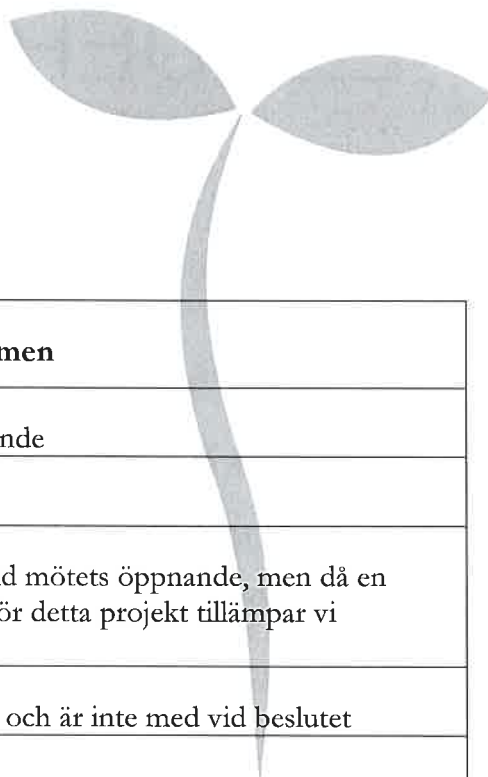 men
nde
d mötets öppnande, men då en
ör detta projekt tillämpar vi
och är inte med vid beslutet